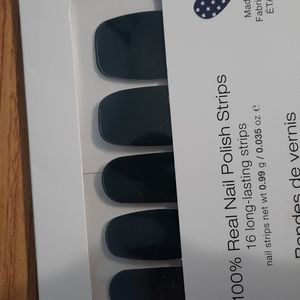 Mad
Fabri
ÉTA
100% Real Nail Polish Strips
16 long-lasting strips
nail strips net wt 0.99 g / 0.035 oz e
Bandes de vernis